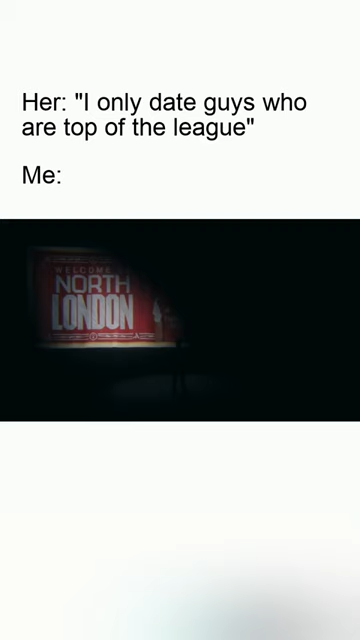 Her: "I only date guys who
are top of the league"
Me:
WELCOME
NORTH
LONDON